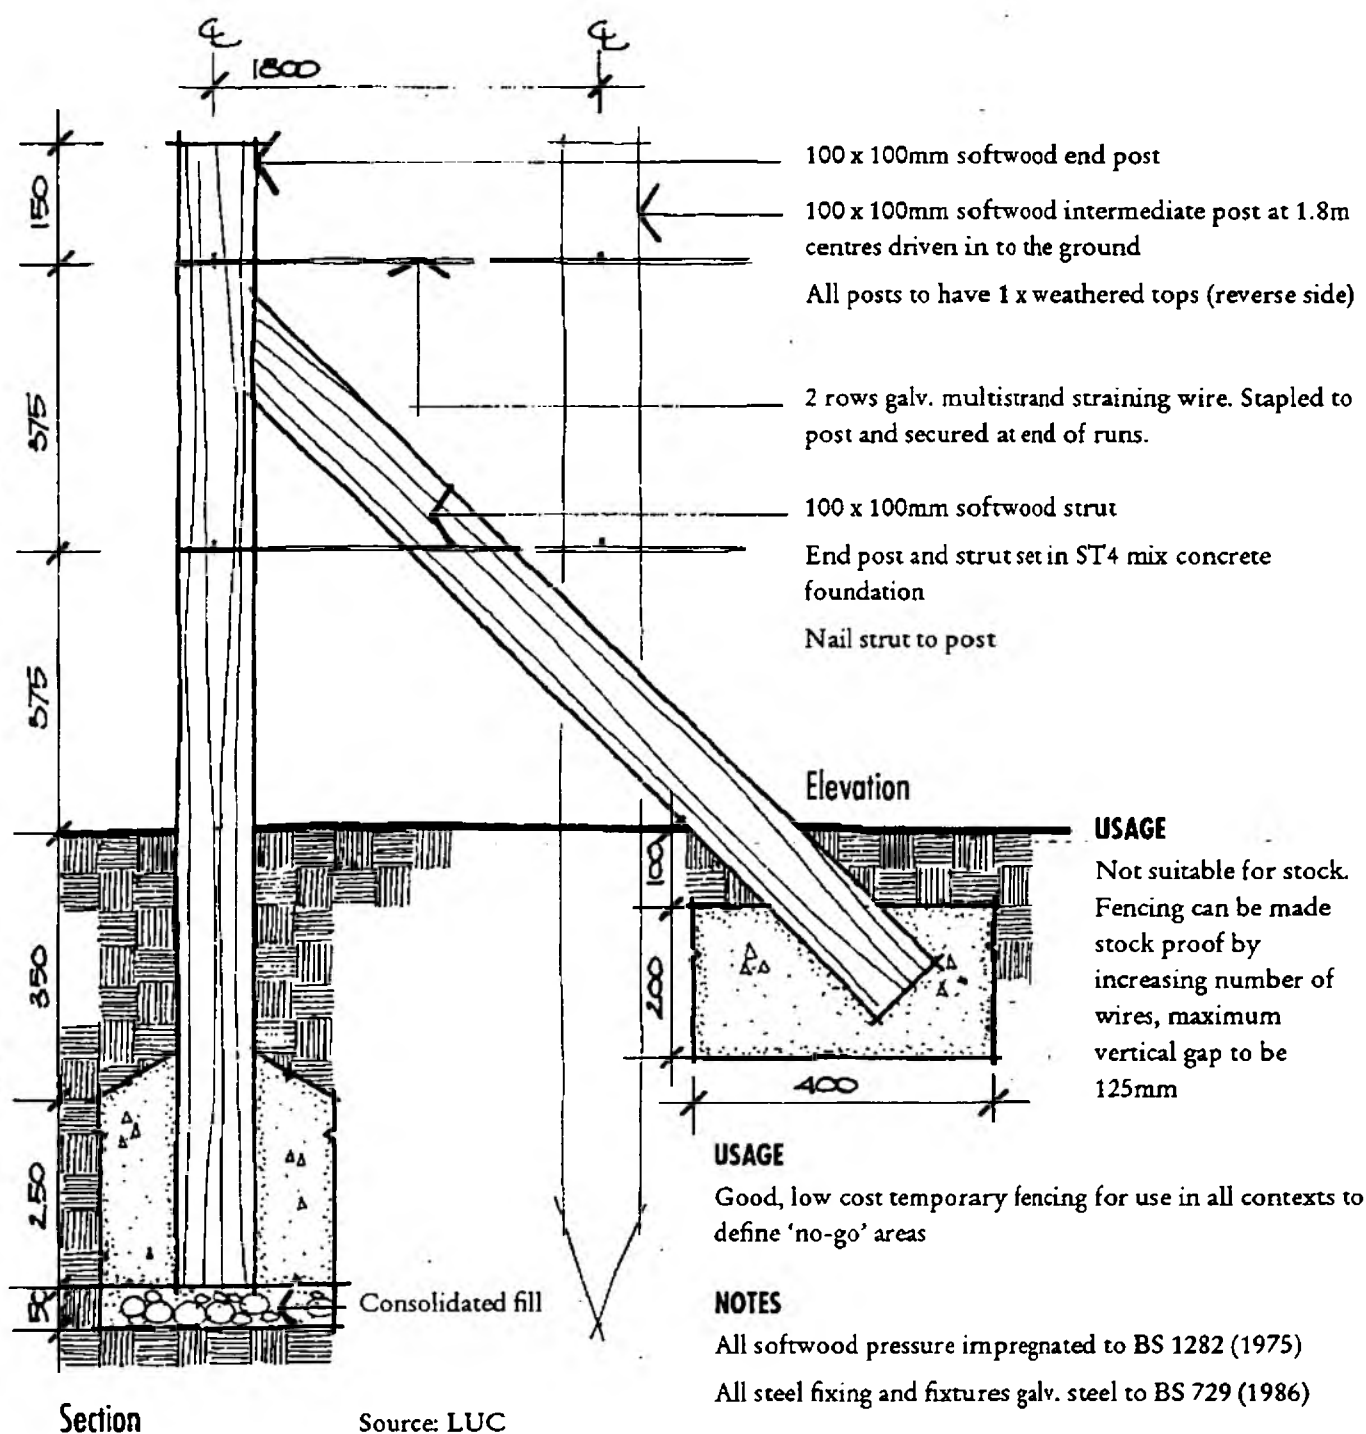 ℄ ℄
1800
100 x 100mm softwood end post
100 x 100mm softwood intermediate post at 1.8m
centres driven in to the ground
All posts to have 1 x weathered tops (reverse side)
2 rows galv. multistrand straining wire. Stapled to
post and secured at end of runs.
100 x 100mm softwood strut
End post and strut set in ST4 mix concrete
foundation
Nail strut to post
150
375
375
350
250
50
Elevation
100
200
400
USAGE
Not suitable for stock.
Fencing can be made
stock proof by
increasing number of
wires, maximum
vertical gap to be
125mm
USAGE
Good, low cost temporary fencing for use in all contexts to
define ‘no-go’ areas
Consolidated fill
NOTES
All softwood pressure impregnated to BS 1282 (1975)
All steel fixing and fixtures galv. steel to BS 729 (1986)
Section
Source: LUC